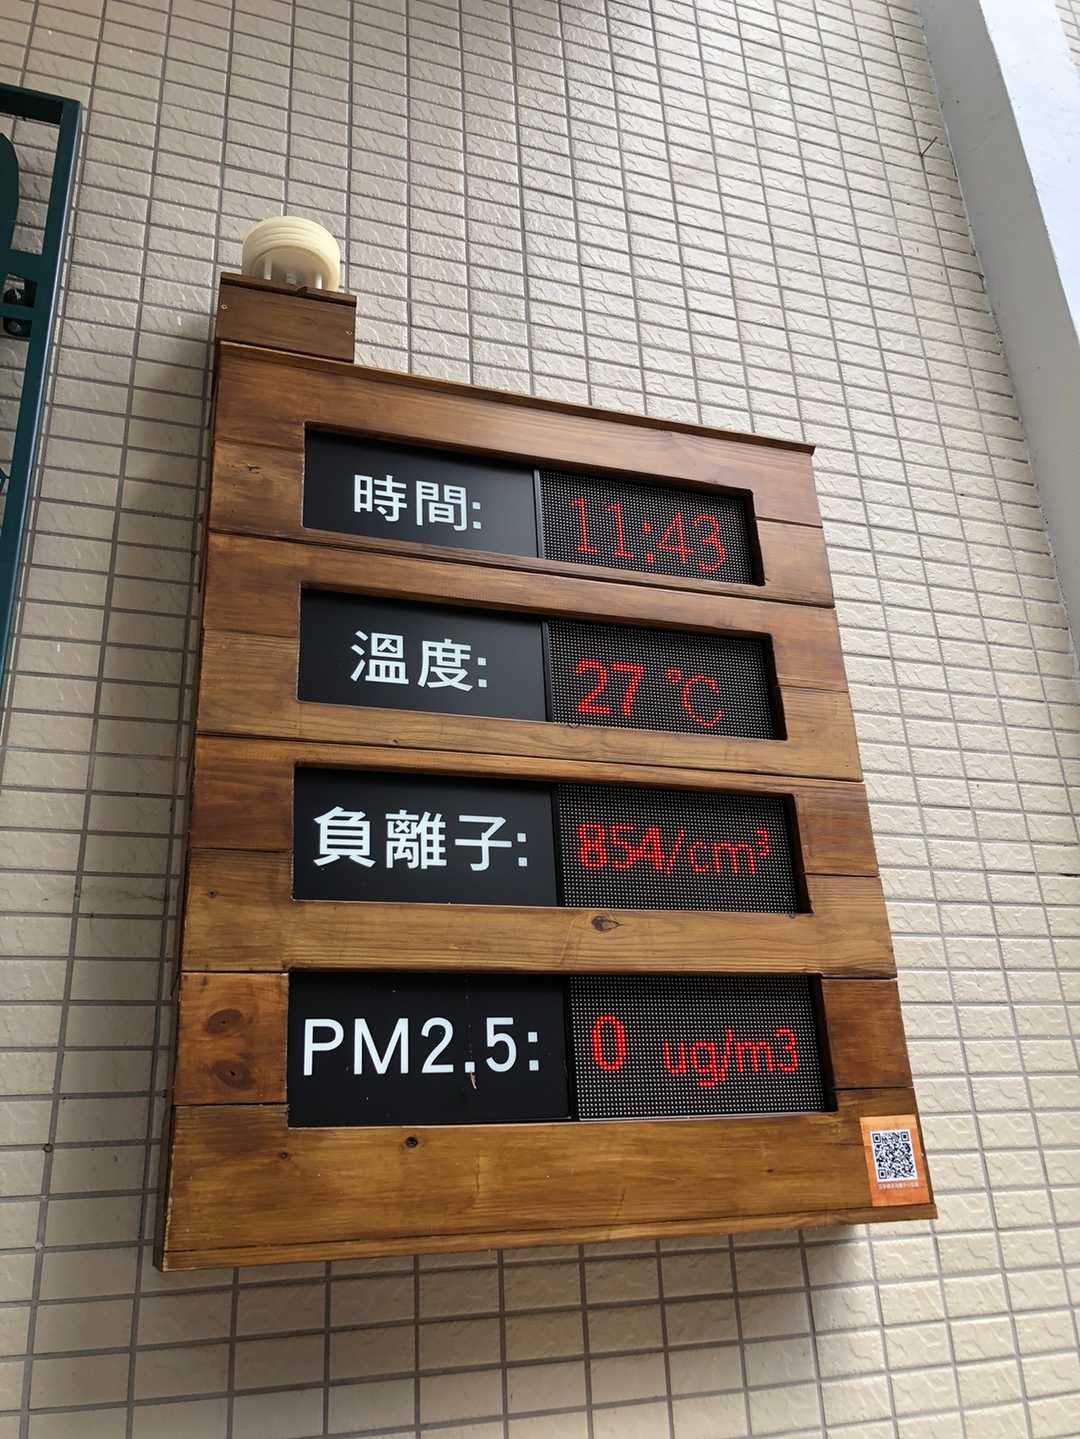 時間: 11:43
溫度: 27 °C
負離子: 854/cm³
PM2.5: 0 ug/m3